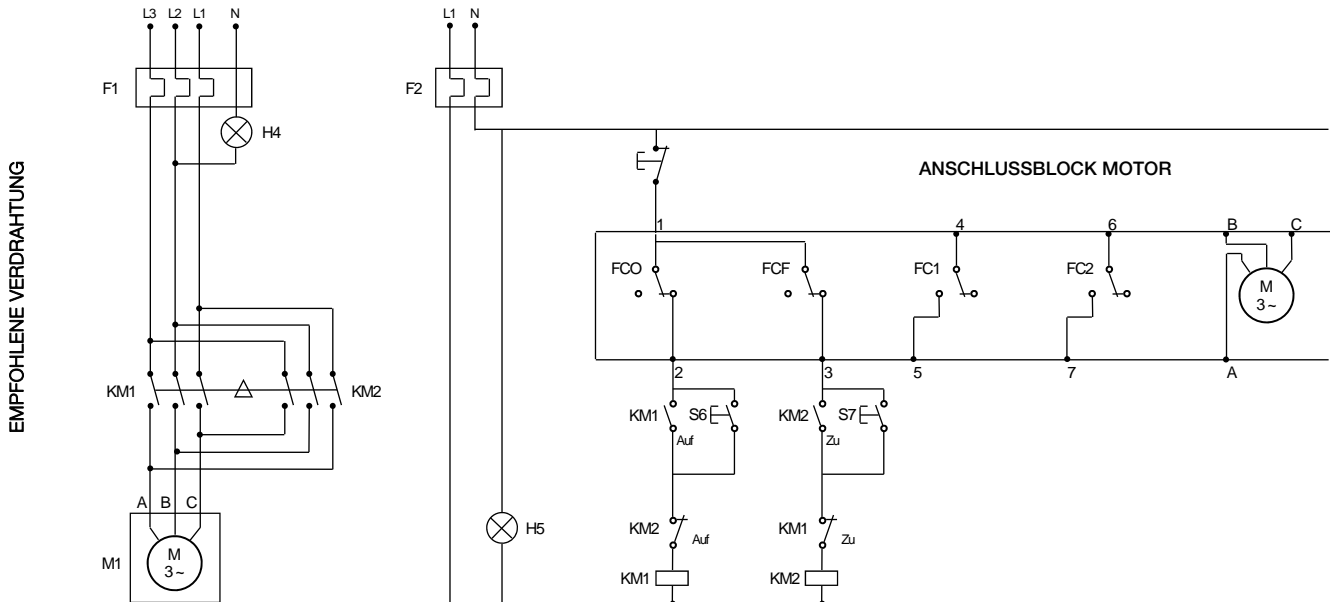 EMPFOHLENE VERDRAHTUNG
L3 L2 L1 N
L1 N
F1
F2
H4
ANSCHLUSSBLOCK MOTOR
1 4 6 B C
FCO FCF FC1 FC2
M
3~
2 3 5 7 A
KM1 KM2
KM1 S6 KM2 S7
Auf Zu
A B C
KM2 Auf KM1 Zu
H5
M1
M
3~
KM1 KM2